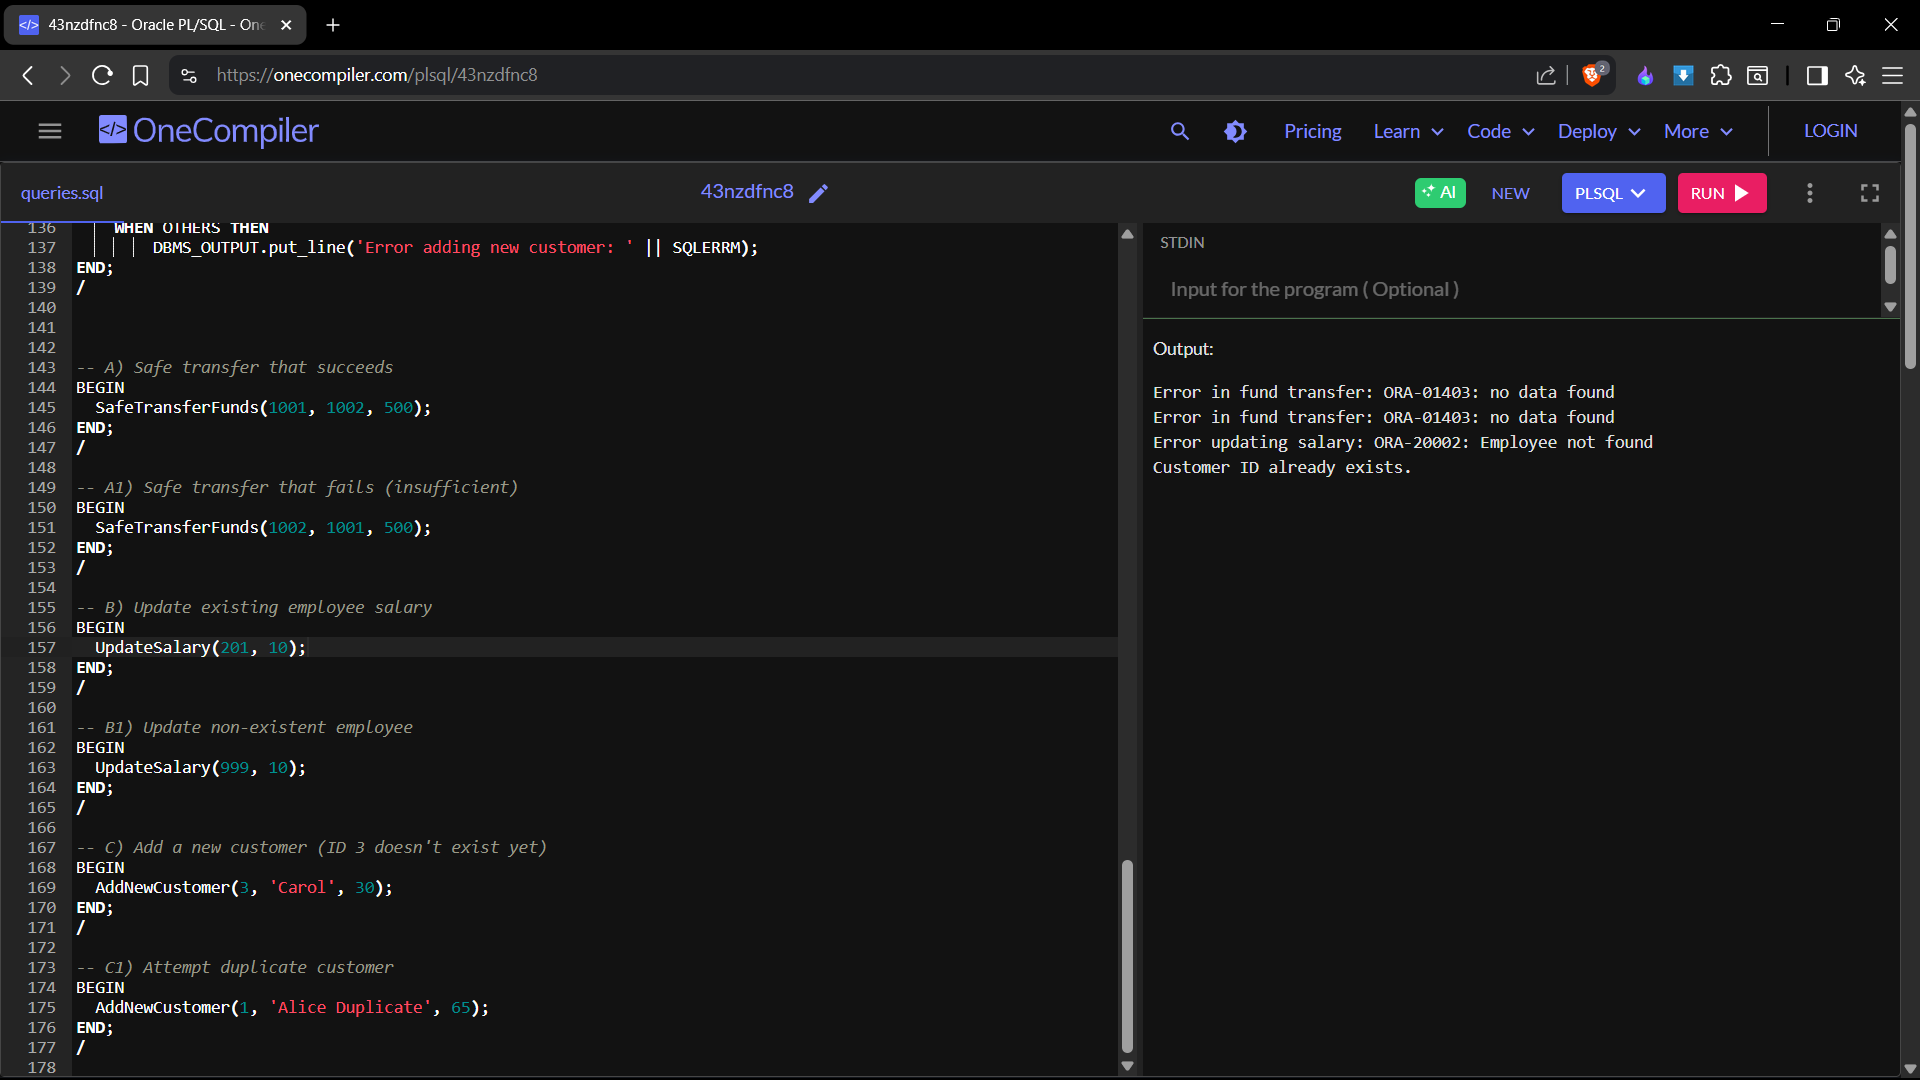 43nzdfnc8 - Oracle PL/SQL - One
https://onecompiler.com/plsql/43nzdfnc8
2
</> OneCompiler
Pricing
Learn
Code
Deploy
More
LOGIN
queries.sql
43nzdfnc8
AI
NEW
PLSQL
RUN
136 WHEN OTHERS THEN
137 DBMS_OUTPUT.put_line('Error adding new customer: ' || SQLERRM);
138 END;
139 /
140
141
142
143 -- A) Safe transfer that succeeds
144 BEGIN
145 SafeTransferFunds(1001, 1002, 500);
146 END;
147 /
148
149 -- A1) Safe transfer that fails (insufficient)
150 BEGIN
151 SafeTransferFunds(1002, 1001, 500);
152 END;
153 /
154
155 -- B) Update existing employee salary
156 BEGIN
157 UpdateSalary(201, 10);
158 END;
159 /
160
161 -- B1) Update non-existent employee
162 BEGIN
163 UpdateSalary(999, 10);
164 END;
165 /
166
167 -- C) Add a new customer (ID 3 doesn't exist yet)
168 BEGIN
169 AddNewCustomer(3, 'Carol', 30);
170 END;
171 /
172
173 -- C1) Attempt duplicate customer
174 BEGIN
175 AddNewCustomer(1, 'Alice Duplicate', 65);
176 END;
177 /
178
STDIN
Input for the program ( Optional )
Output:
Error in fund transfer: ORA-01403: no data found
Error in fund transfer: ORA-01403: no data found
Error updating salary: ORA-20002: Employee not found
Customer ID already exists.